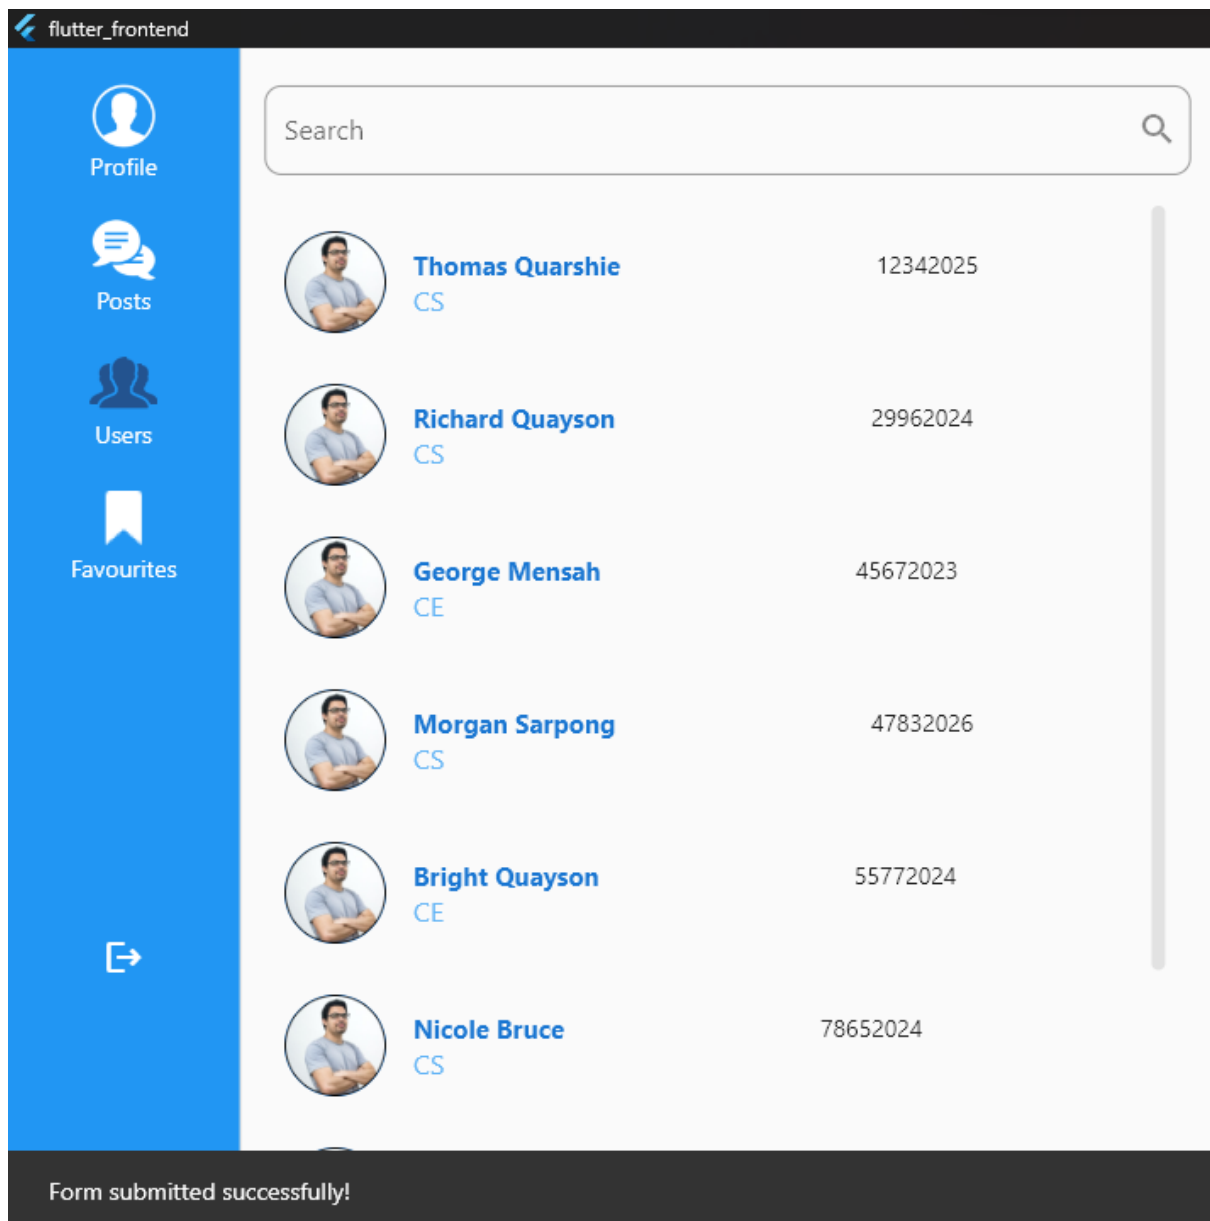 flutter_frontend
Profile
Posts
Users
Favourites
Search
Thomas Quarshie 12342025
CS
Richard Quayson 29962024
CS
George Mensah 45672023
CE
Morgan Sarpong 47832026
CS
Bright Quayson 55772024
CE
Nicole Bruce 78652024
CS
Form submitted successfully!